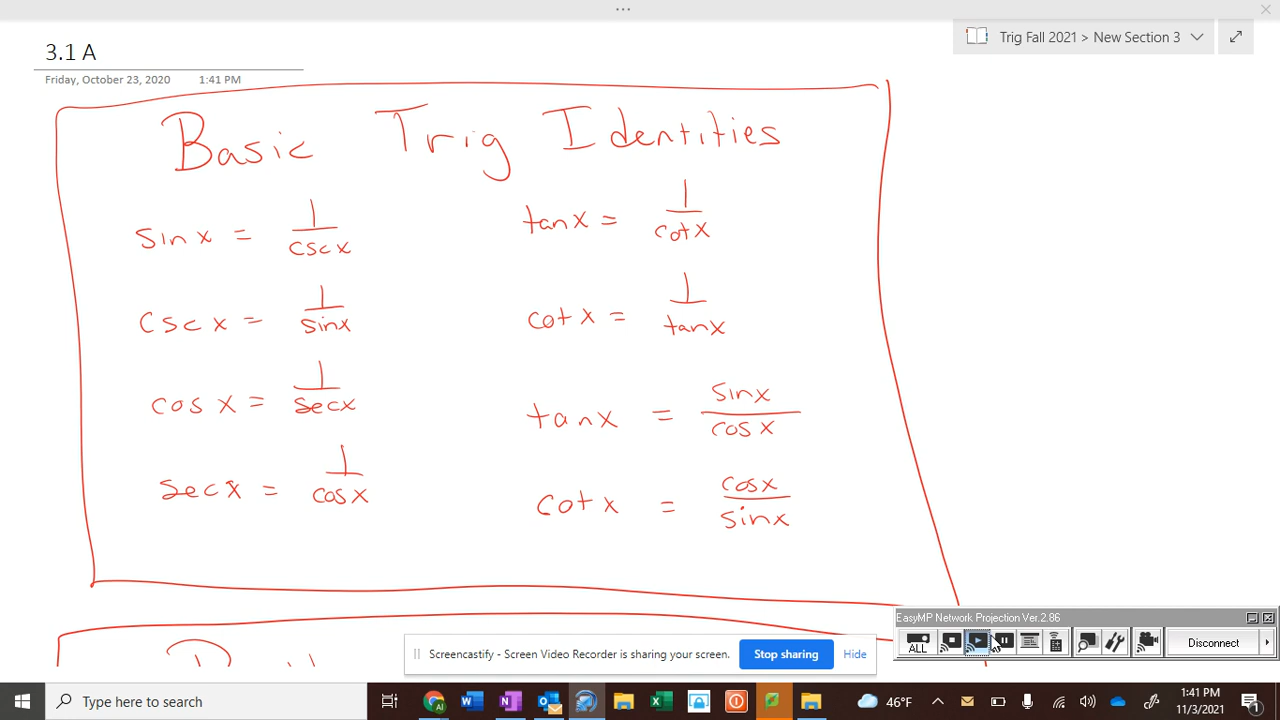 ...
Trig Fall 2021 > New Section 3
3.1 A
Friday, October 23, 2020 1:41 PM
Basic Trig Identities
sin x = 1/csc x
csc x = 1/sin x
cos x = 1/sec x
sec x = 1/cos x
tan x = 1/cot x
cot x = 1/tan x
tan x = sin x/cos x
cot x = cos x/sin x
EasyMP Network Projection Ver.2.86
ALL
Disconnect
Screencastify - Screen Video Recorder is sharing your screen.
Stop sharing
Hide
Type here to search
46°F
1:41 PM
11/3/2021
1